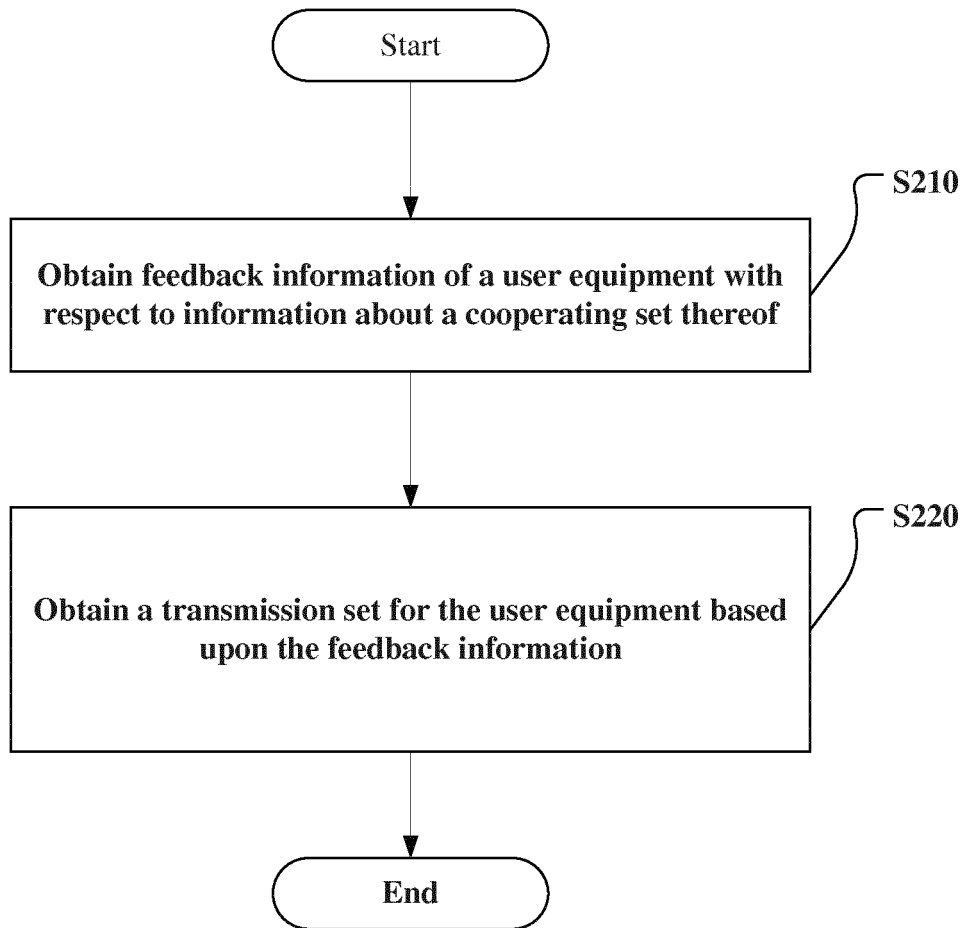 Start
S210
Obtain feedback information of a user equipment with
respect to information about a cooperating set thereof
S220
Obtain a transmission set for the user equipment based
upon the feedback information
End